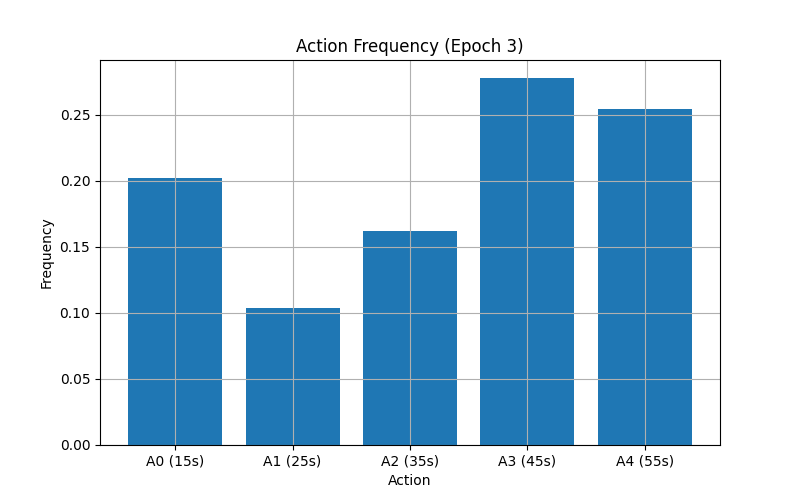 Action Frequency (Epoch 3)
Frequency
0.25
0.20
0.15
0.10
0.05
0.00
A0 (15s) A1 (25s) A2 (35s) A3 (45s) A4 (55s)
Action